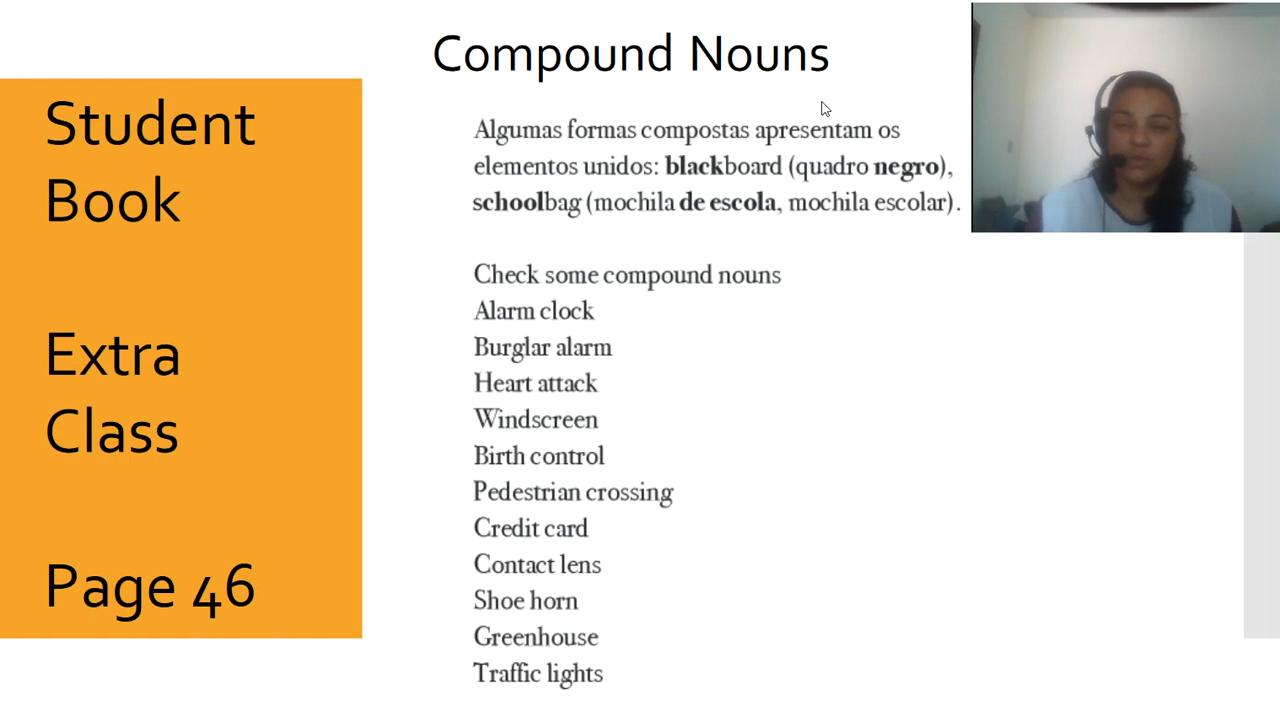 Compound Nouns
Student
Book
Extra
Class
Page 46
Algumas formas compostas apresentam os
elementos unidos: blackboard (quadro negro),
schoolbag (mochila de escola, mochila escolar).
Check some compound nouns
Alarm clock
Burglar alarm
Heart attack
Windscreen
Birth control
Pedestrian crossing
Credit card
Contact lens
Shoe horn
Greenhouse
Traffic lights